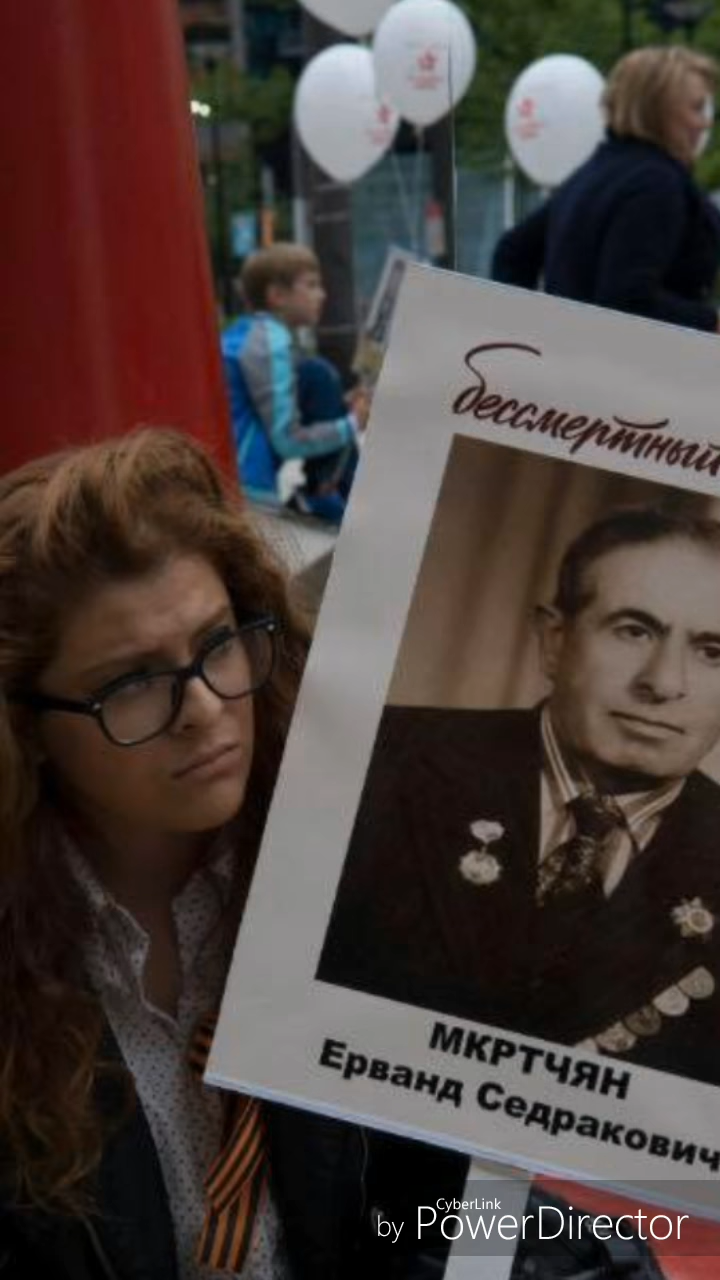 бессмертный
МКРТЧЯН
Ерванд Седракович
CyberLink
by PowerDirector